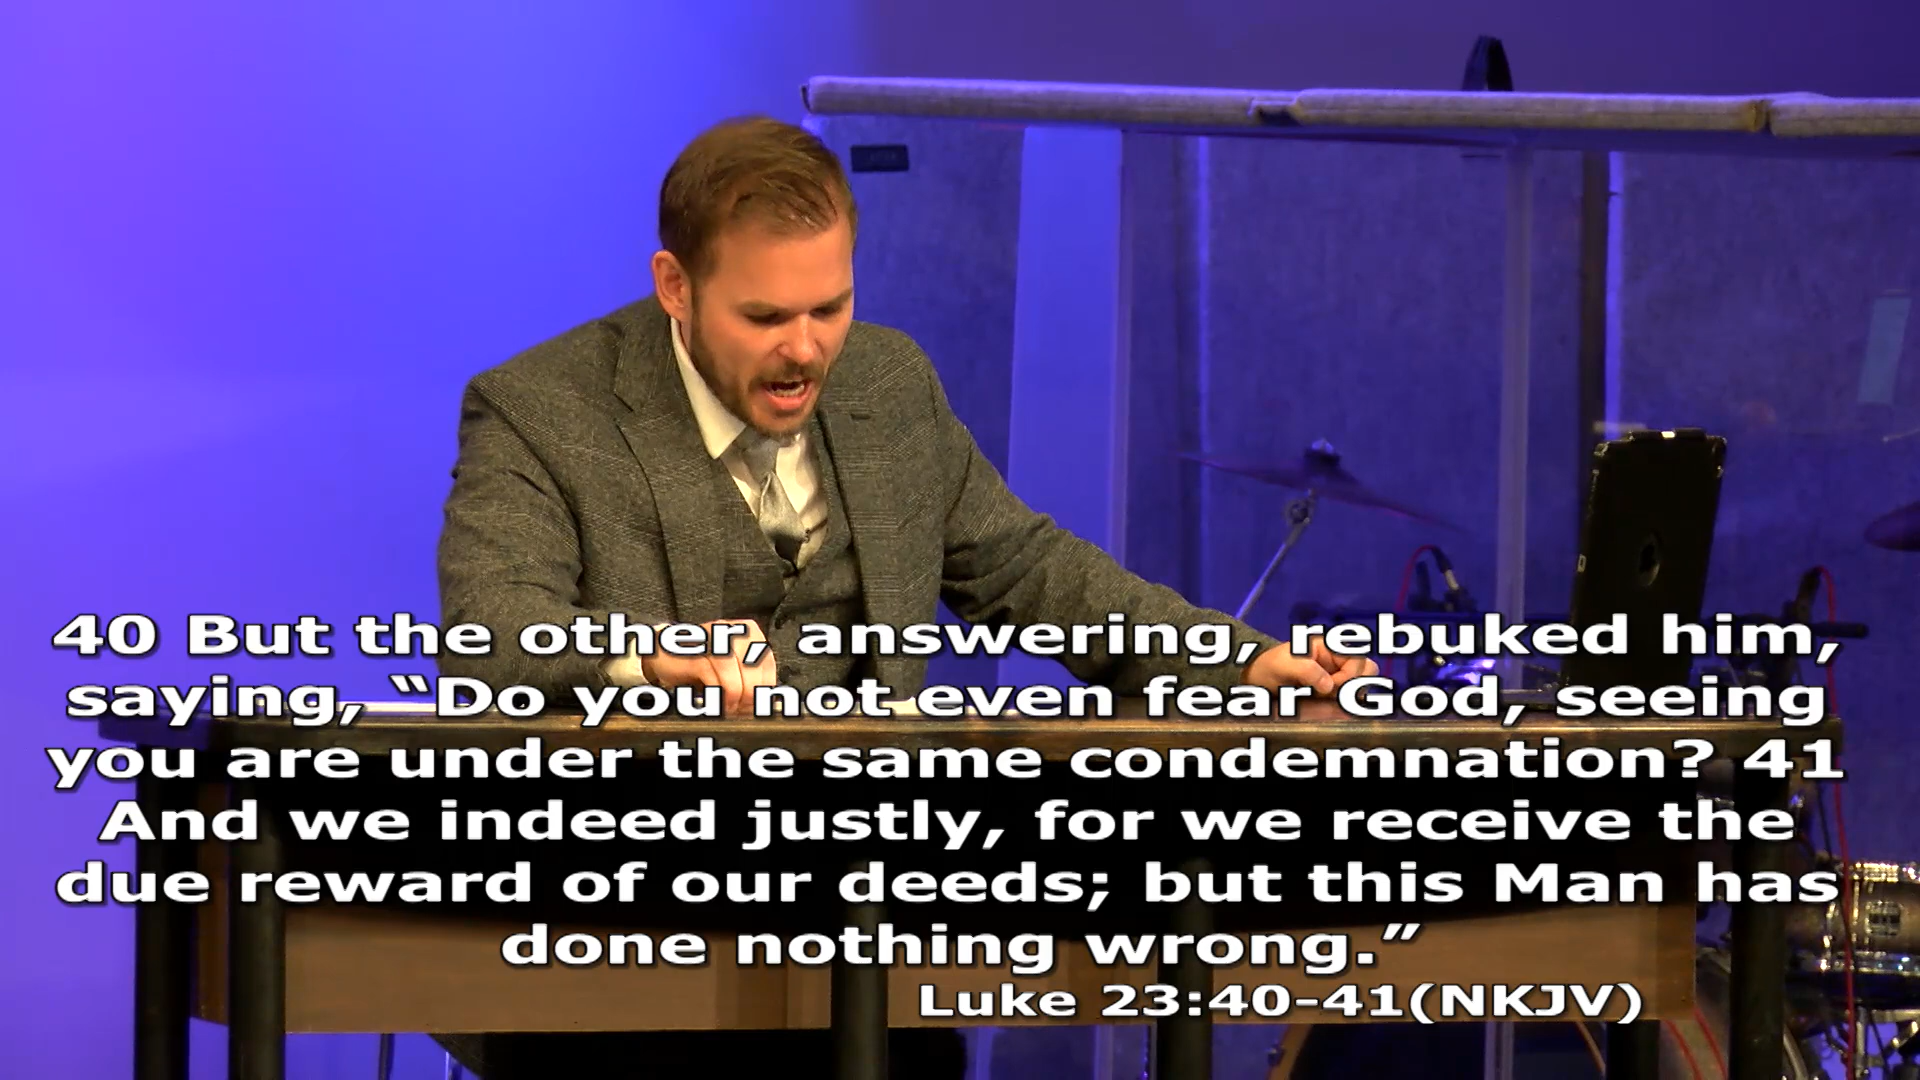 40 But the other, answering, rebuked him,
saying, “Do you not even fear God, seeing
you are under the same condemnation? 41
And we indeed justly, for we receive the
due reward of our deeds; but this Man has
done nothing wrong.”
Luke 23:40-41(NKJV)